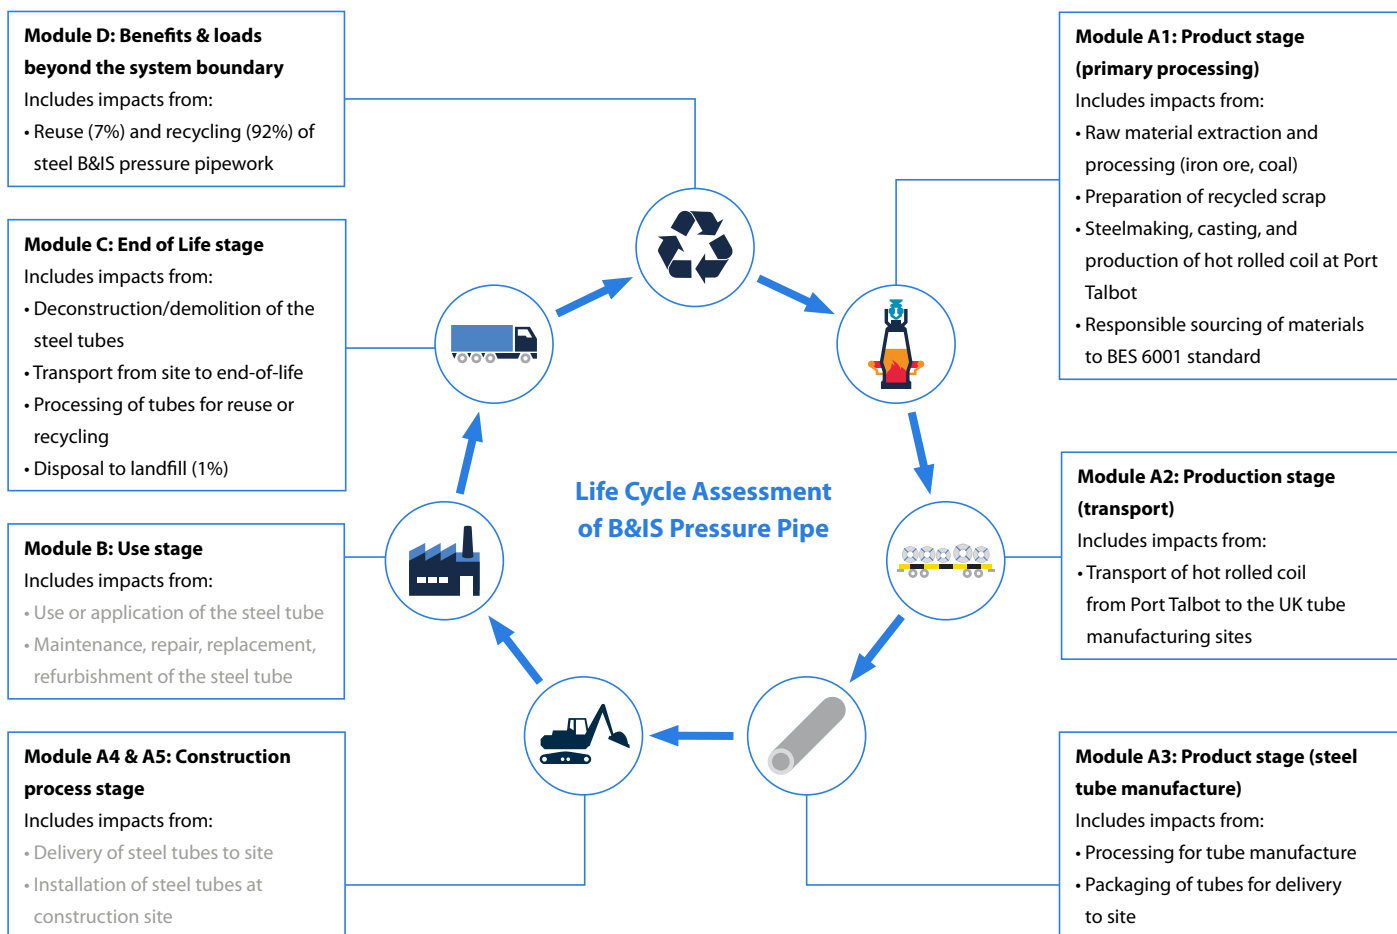 Module D: Benefits & loads
beyond the system boundary
Includes impacts from:
• Reuse (7%) and recycling (92%) of
steel B&IS pressure pipework
Module C: End of Life stage
Includes impacts from:
• Deconstruction/demolition of the
steel tubes
• Transport from site to end-of-life
• Processing of tubes for reuse or
recycling
• Disposal to landfill (1%)
Module B: Use stage
Includes impacts from:
• Use or application of the steel tube
• Maintenance, repair, replacement,
refurbishment of the steel tube
Module A4 & A5: Construction
process stage
Includes impacts from:
• Delivery of steel tubes to site
• Installation of steel tubes at
construction site
Life Cycle Assessment
of B&IS Pressure Pipe
Module A1: Product stage
(primary processing)
Includes impacts from:
• Raw material extraction and
processing (iron ore, coal)
• Preparation of recycled scrap
• Steelmaking, casting, and
production of hot rolled coil at Port
Talbot
• Responsible sourcing of materials
to BES 6001 standard
Module A2: Production stage
(transport)
Includes impacts from:
• Transport of hot rolled coil
from Port Talbot to the UK tube
manufacturing sites
Module A3: Product stage (steel
tube manufacture)
Includes impacts from:
• Processing for tube manufacture
• Packaging of tubes for delivery
to site